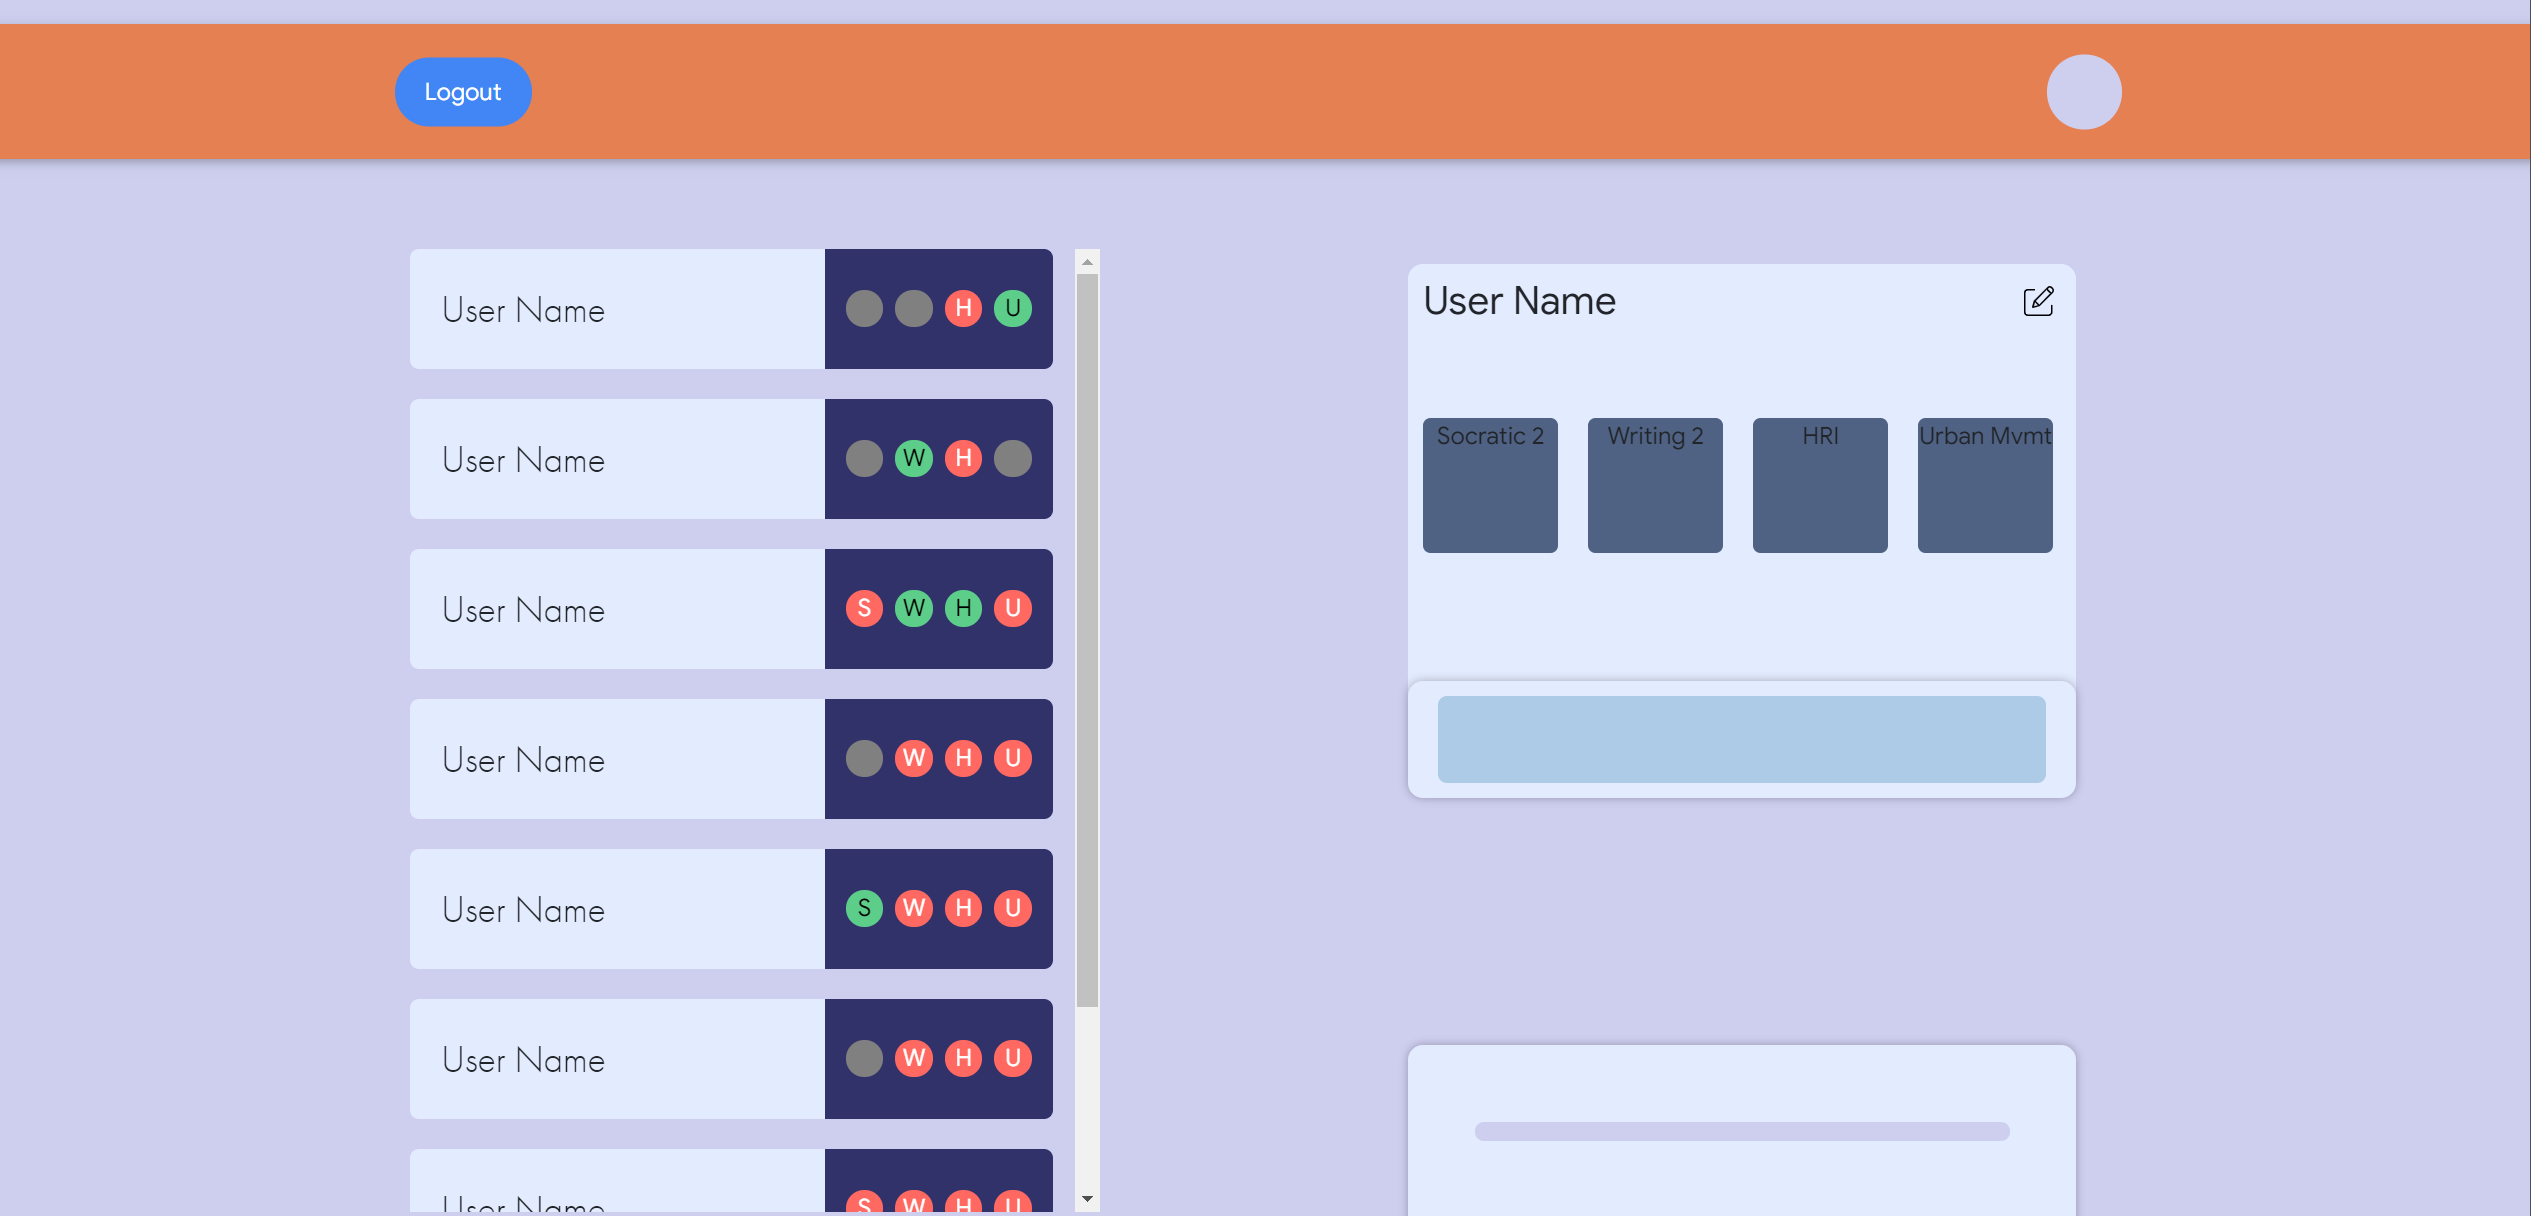 Logout
User Name
H U
User Name
W H
User Name
S W H U
User Name
W H U
User Name
S W H U
User Name
W H U
User Name
S W H U
User Name
Socratic 2
Writing 2
HRI
Urban Mvmt